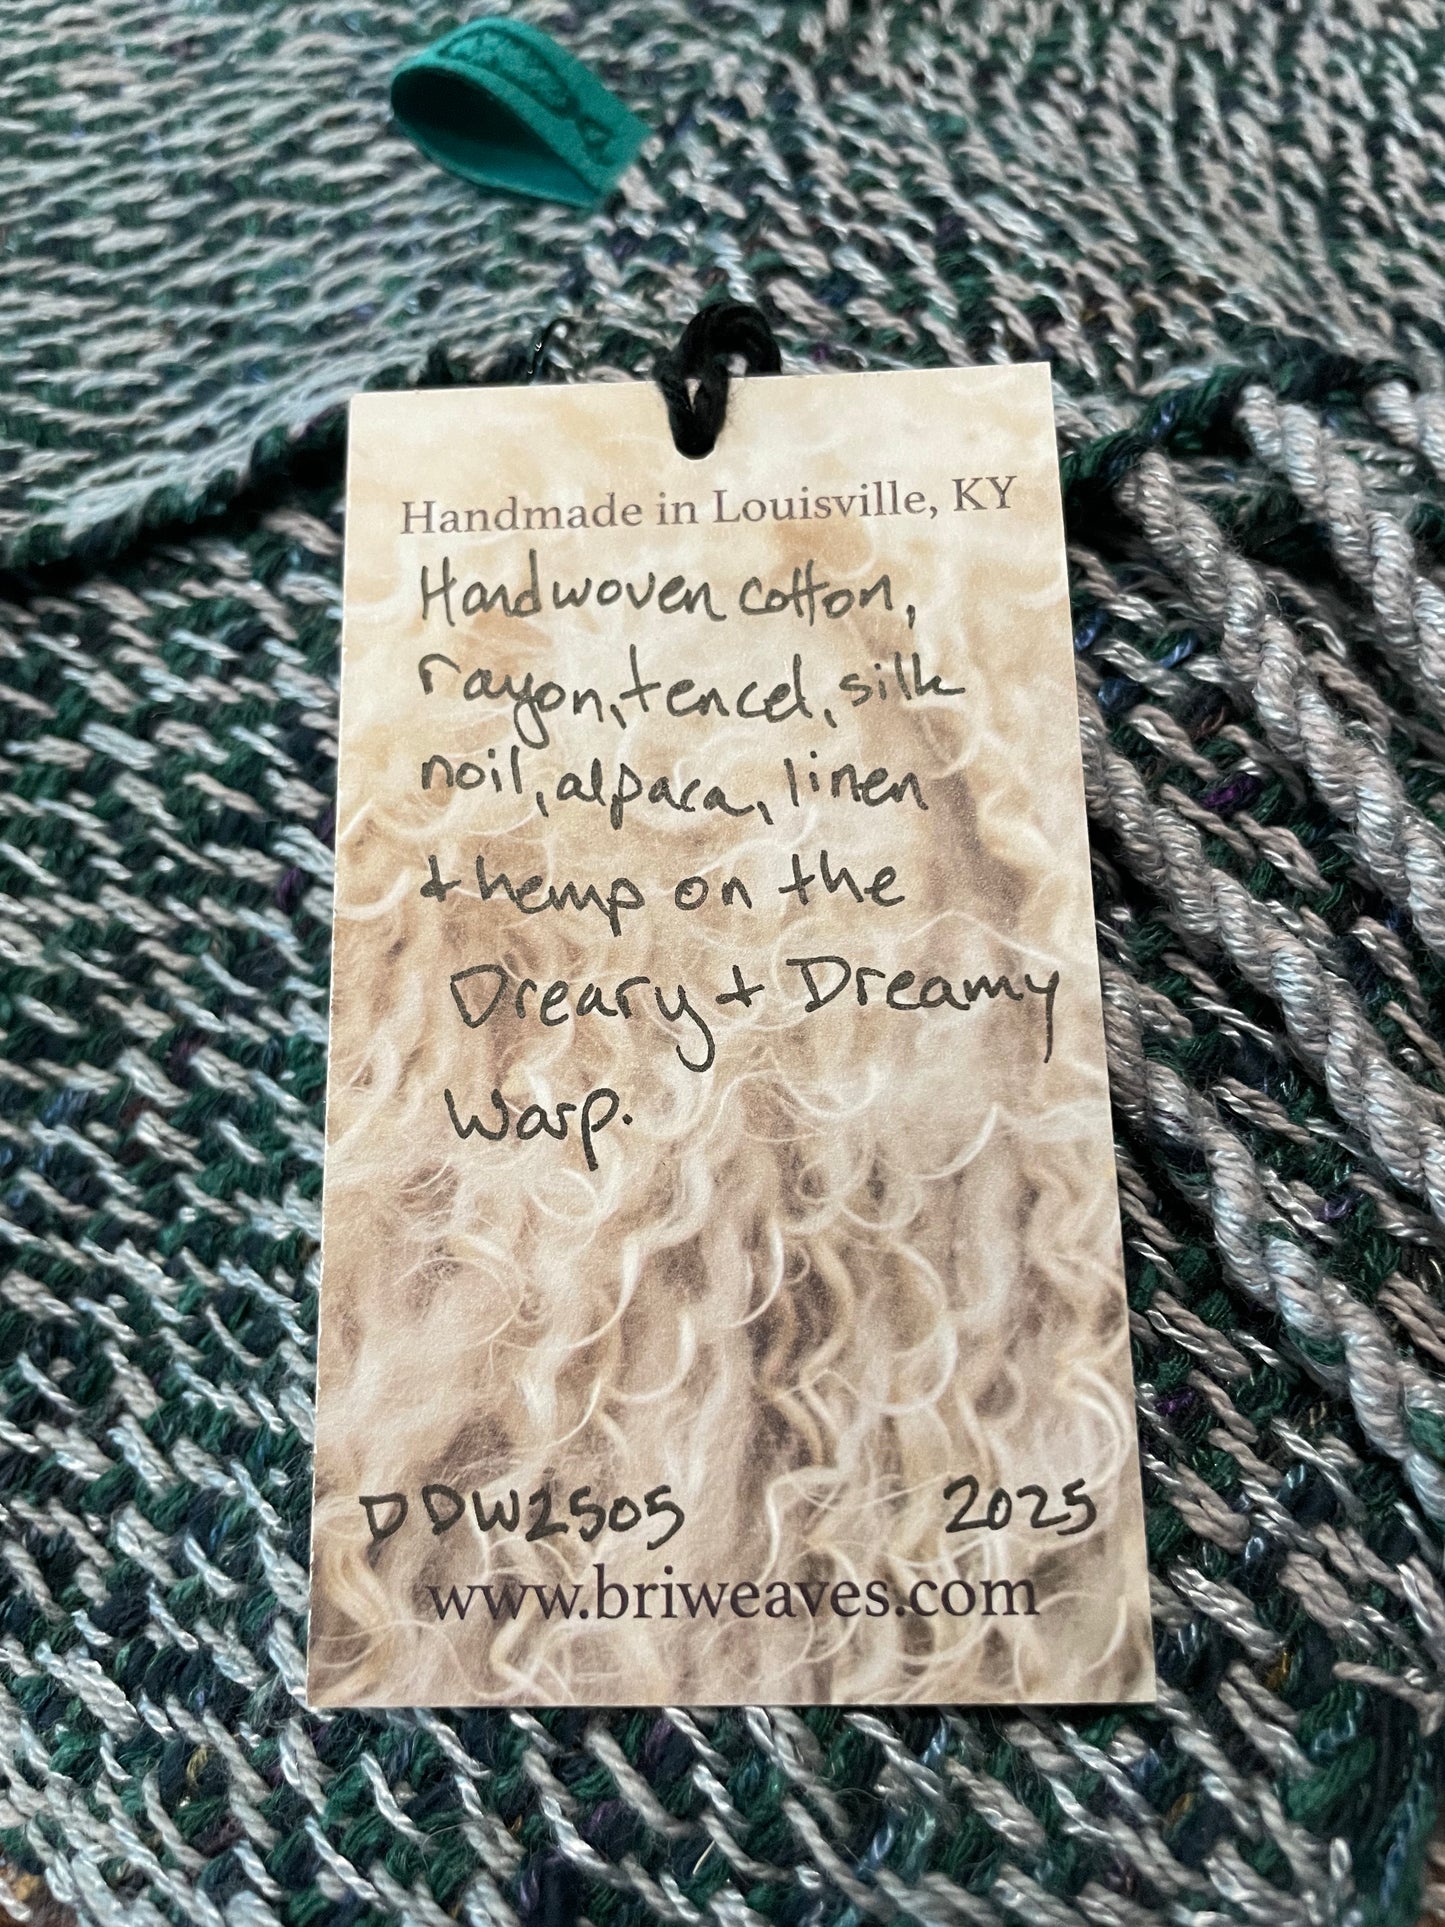 Handmade in Louisville, KY
Handwoven cotton,
rayon, tencel, silk
noil, alpaca, linen
+ hemp on the
Dreary + Dreamy
Warp.
DDW2505 2025
www.briweaves.com